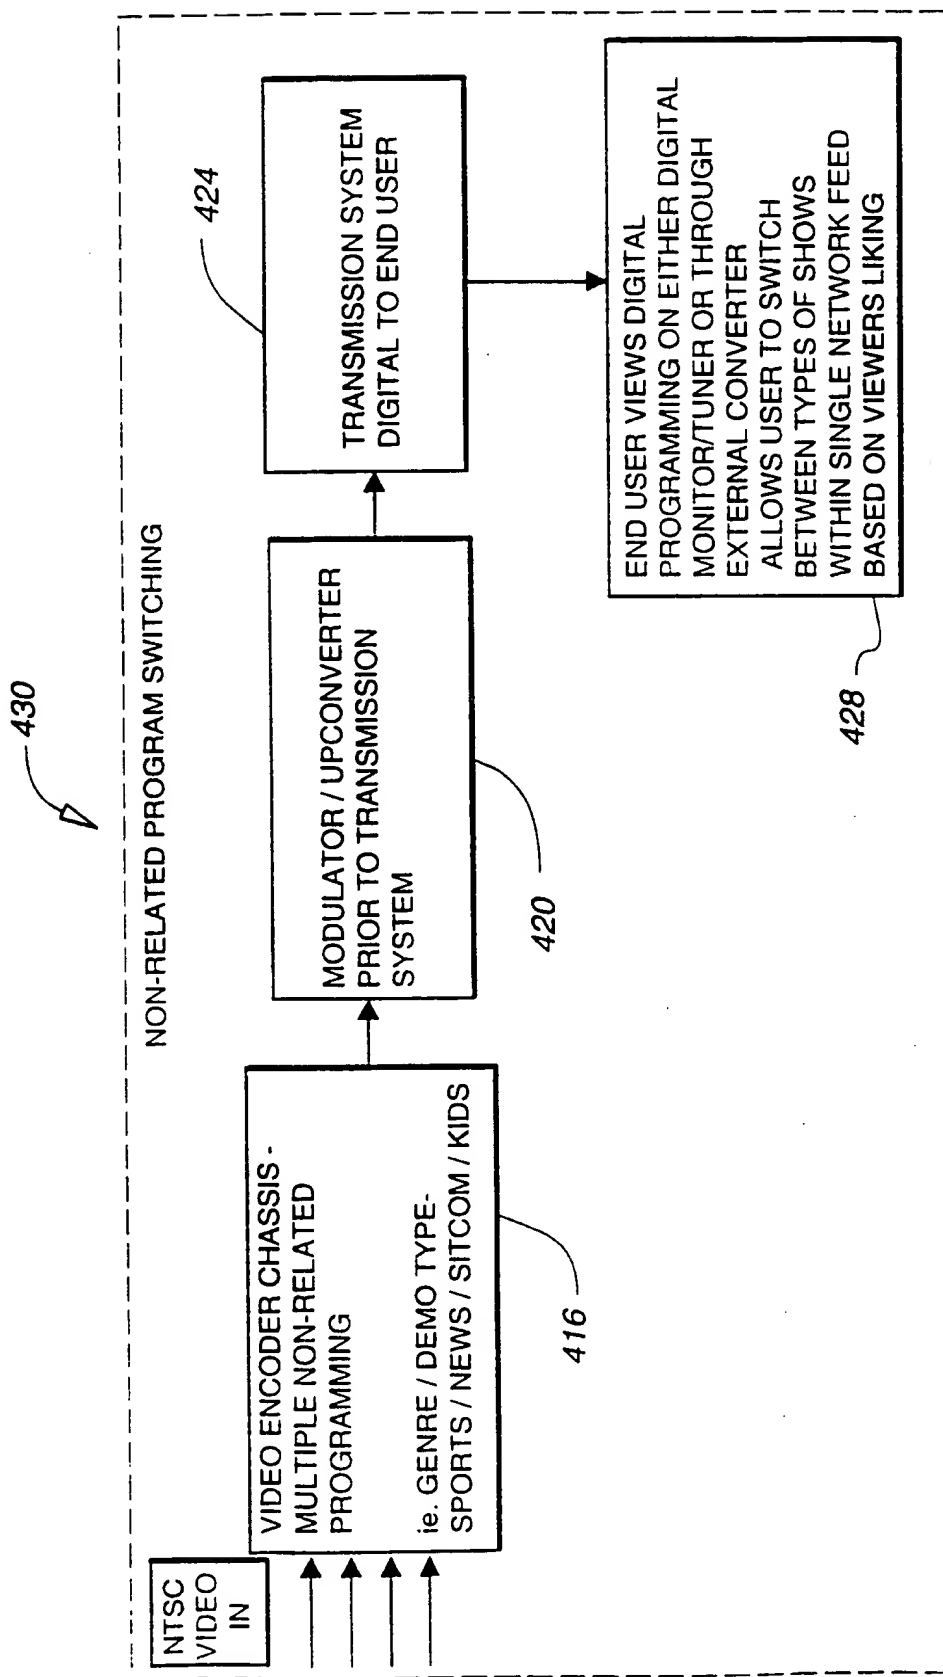 430
NON-RELATED PROGRAM SWITCHING
NTSC
VIDEO
IN
VIDEO ENCODER CHASSIS -
MULTIPLE NON-RELATED
PROGRAMMING
ie. GENRE / DEMO TYPE-
SPORTS / NEWS / SITCOM / KIDS
416
MODULATOR / UPCONVERTER
PRIOR TO TRANSMISSION
SYSTEM
420
424
TRANSMISSION SYSTEM
DIGITAL TO END USER
END USER VIEWS DIGITAL
PROGRAMMING ON EITHER DIGITAL
MONITOR/TUNER OR THROUGH
EXTERNAL CONVERTER
ALLOWS USER TO SWITCH
BETWEEN TYPES OF SHOWS
WITHIN SINGLE NETWORK FEED
BASED ON VIEWERS LIKING
428